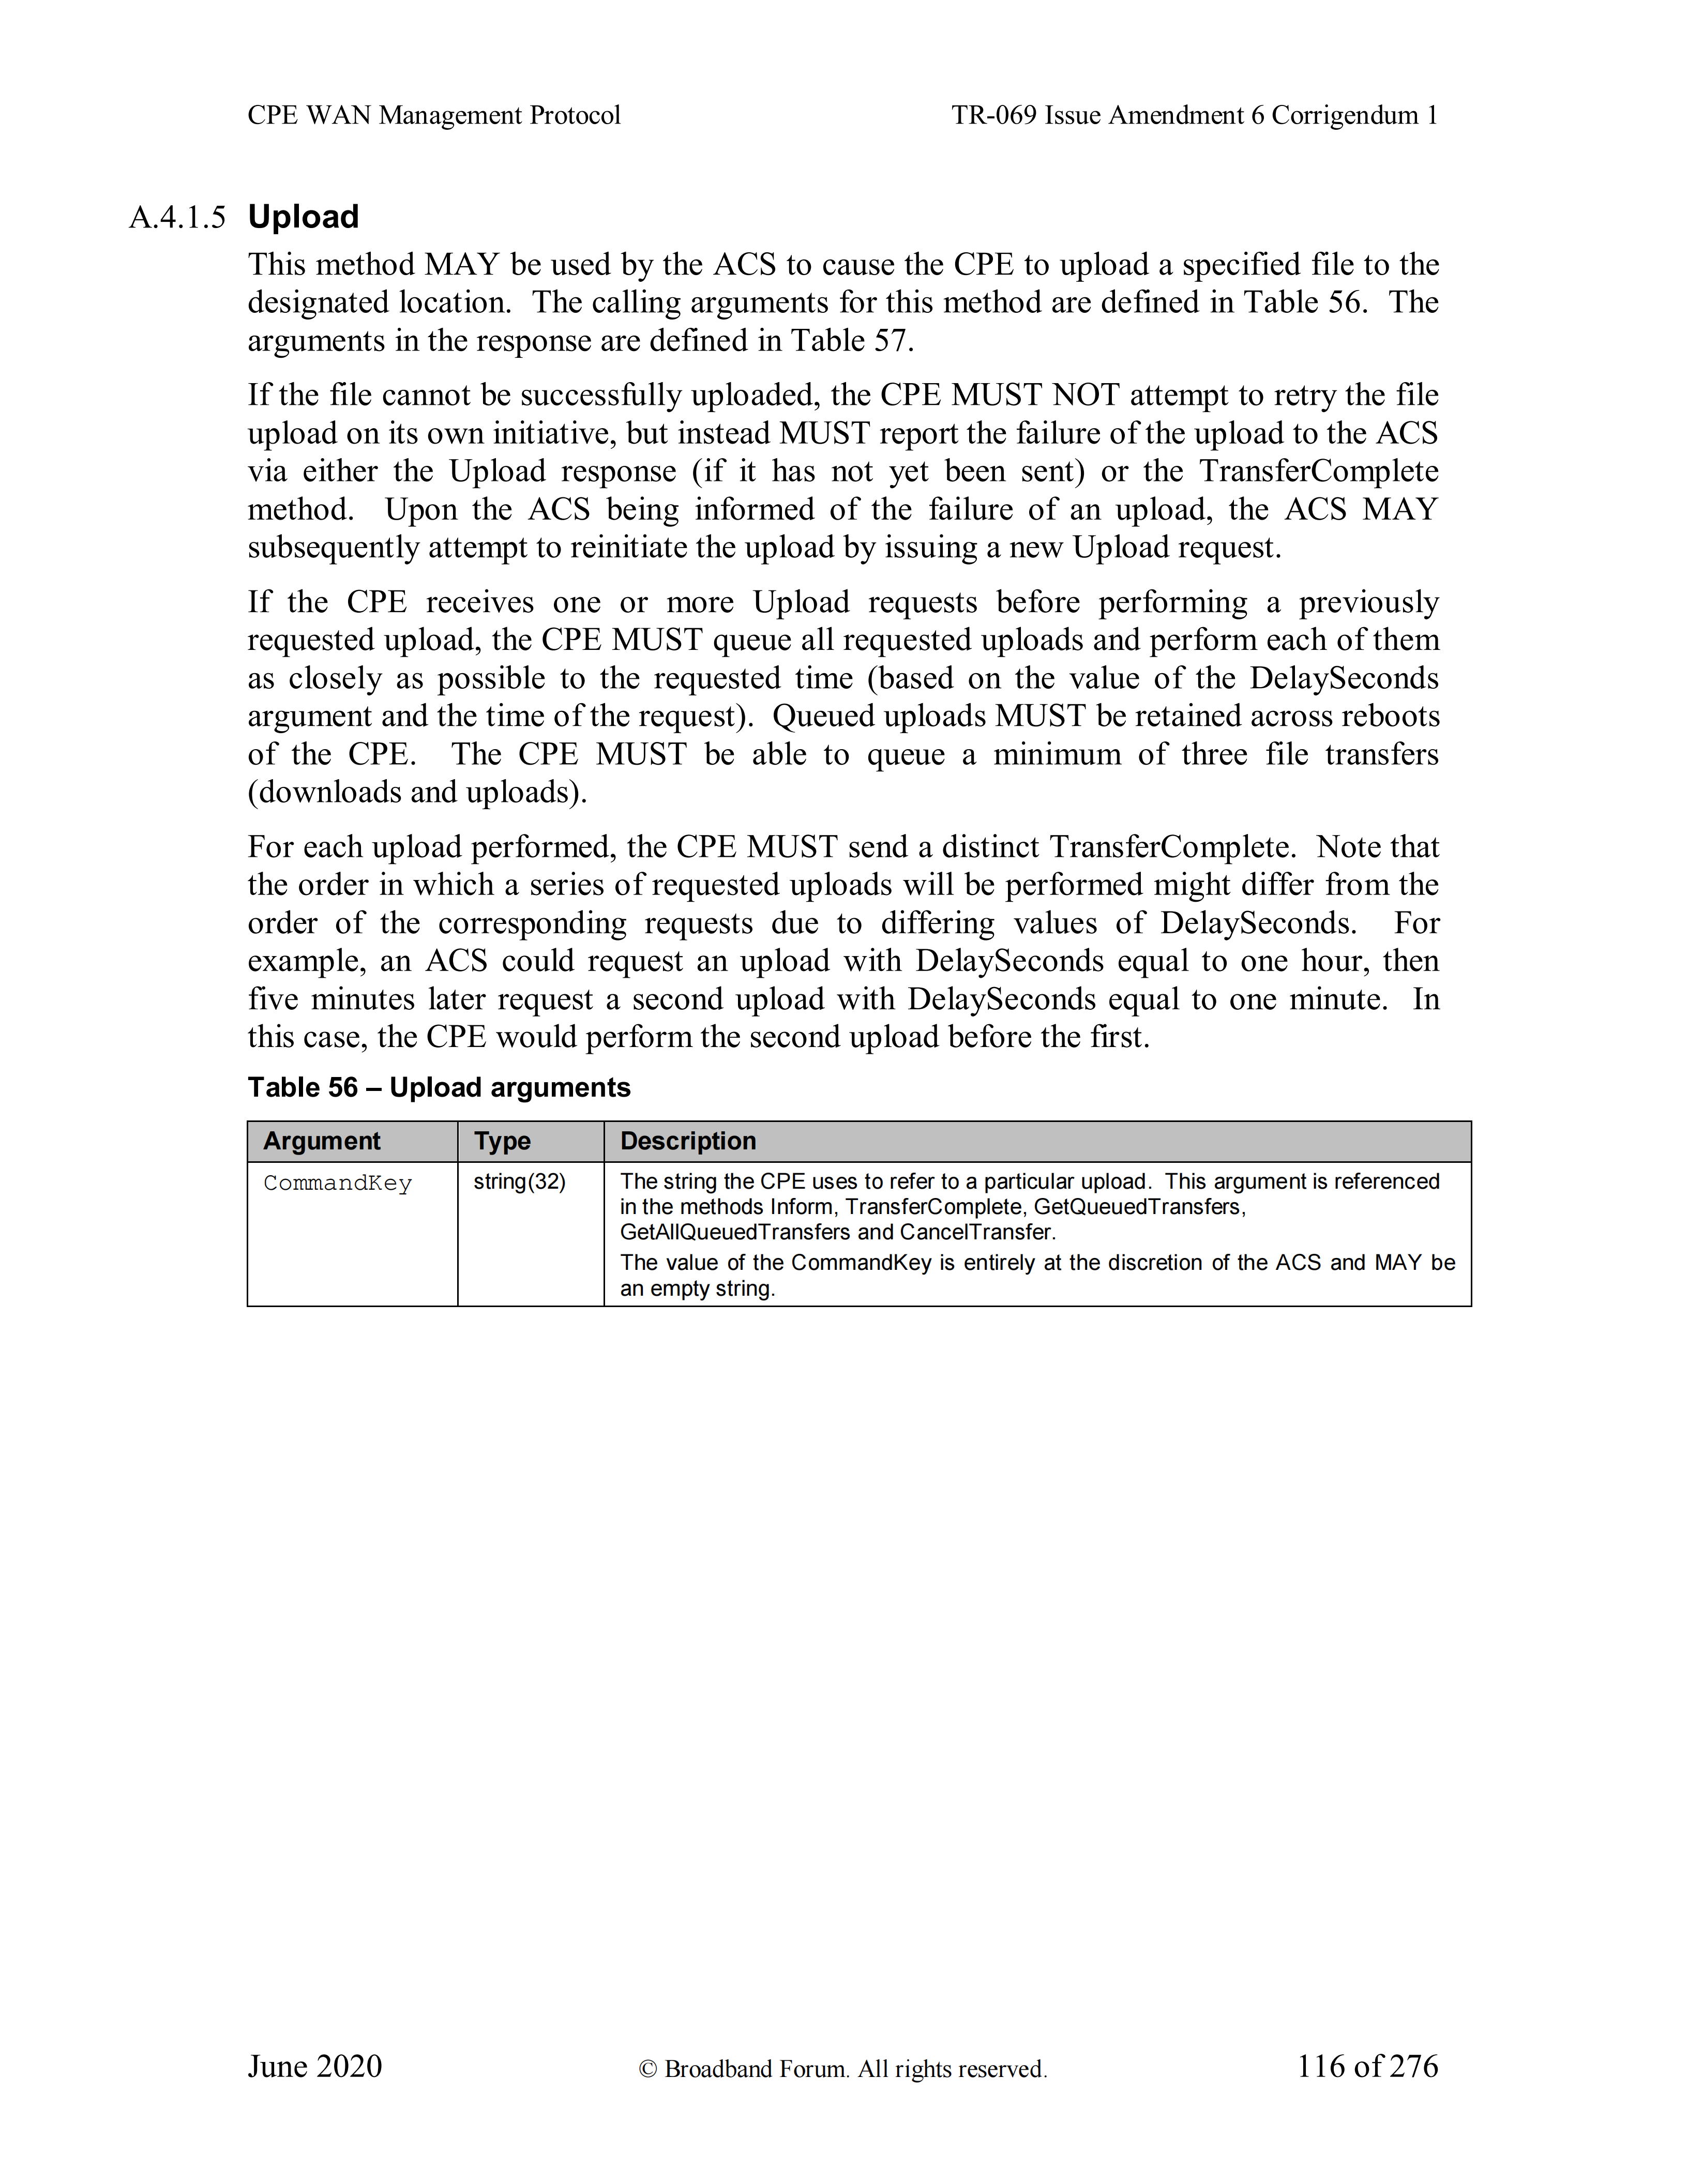 CPE WAN Management Protocol TR-069 Issue Amendment 6 Corrigendum 1
A.4.1.5 Upload
This method MAY be used by the ACS to cause the CPE to upload a specified file to the
designated location. The calling arguments for this method are defined in Table 56. The
arguments in the response are defined in Table 57.
If the file cannot be successfully uploaded, the CPE MUST NOT attempt to retry the file
upload on its own initiative, but instead MUST report the failure of the upload to the ACS
via either the Upload response (if it has not yet been sent) or the TransferComplete
method. Upon the ACS being informed of the failure of an upload, the ACS MAY
subsequently attempt to reinitiate the upload by issuing a new Upload request.
If the CPE receives one or more Upload requests before performing a previously
requested upload, the CPE MUST queue all requested uploads and perform each of them
as closely as possible to the requested time (based on the value of the DelaySeconds
argument and the time of the request). Queued uploads MUST be retained across reboots
of the CPE. The CPE MUST be able to queue a minimum of three file transfers
(downloads and uploads).
For each upload performed, the CPE MUST send a distinct TransferComplete. Note that
the order in which a series of requested uploads will be performed might differ from the
order of the corresponding requests due to differing values of DelaySeconds. For
example, an ACS could request an upload with DelaySeconds equal to one hour, then
five minutes later request a second upload with DelaySeconds equal to one minute. In
this case, the CPE would perform the second upload before the first.
Table 56 – Upload arguments
Argument Type Description
CommandKey string(32) The string the CPE uses to refer to a particular upload. This argument is referenced
in the methods Inform, TransferComplete, GetQueuedTransfers,
GetAllQueuedTransfers and CancelTransfer.
The value of the CommandKey is entirely at the discretion of the ACS and MAY be
an empty string.
June 2020 © Broadband Forum. All rights reserved. 116 of 276